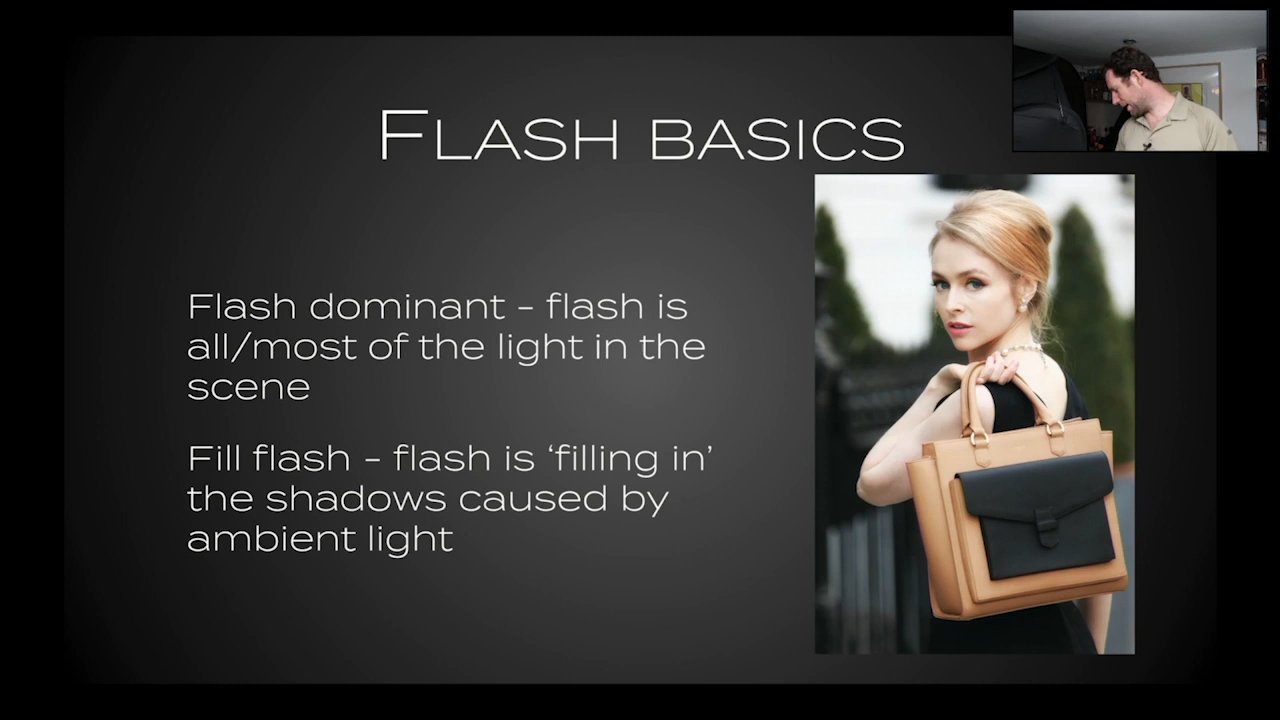 FLASH BASICS
Flash dominant – flash is
all/most of the light in the
scene
Fill flash – flash is ‘filling in’
the shadows caused by
ambient light